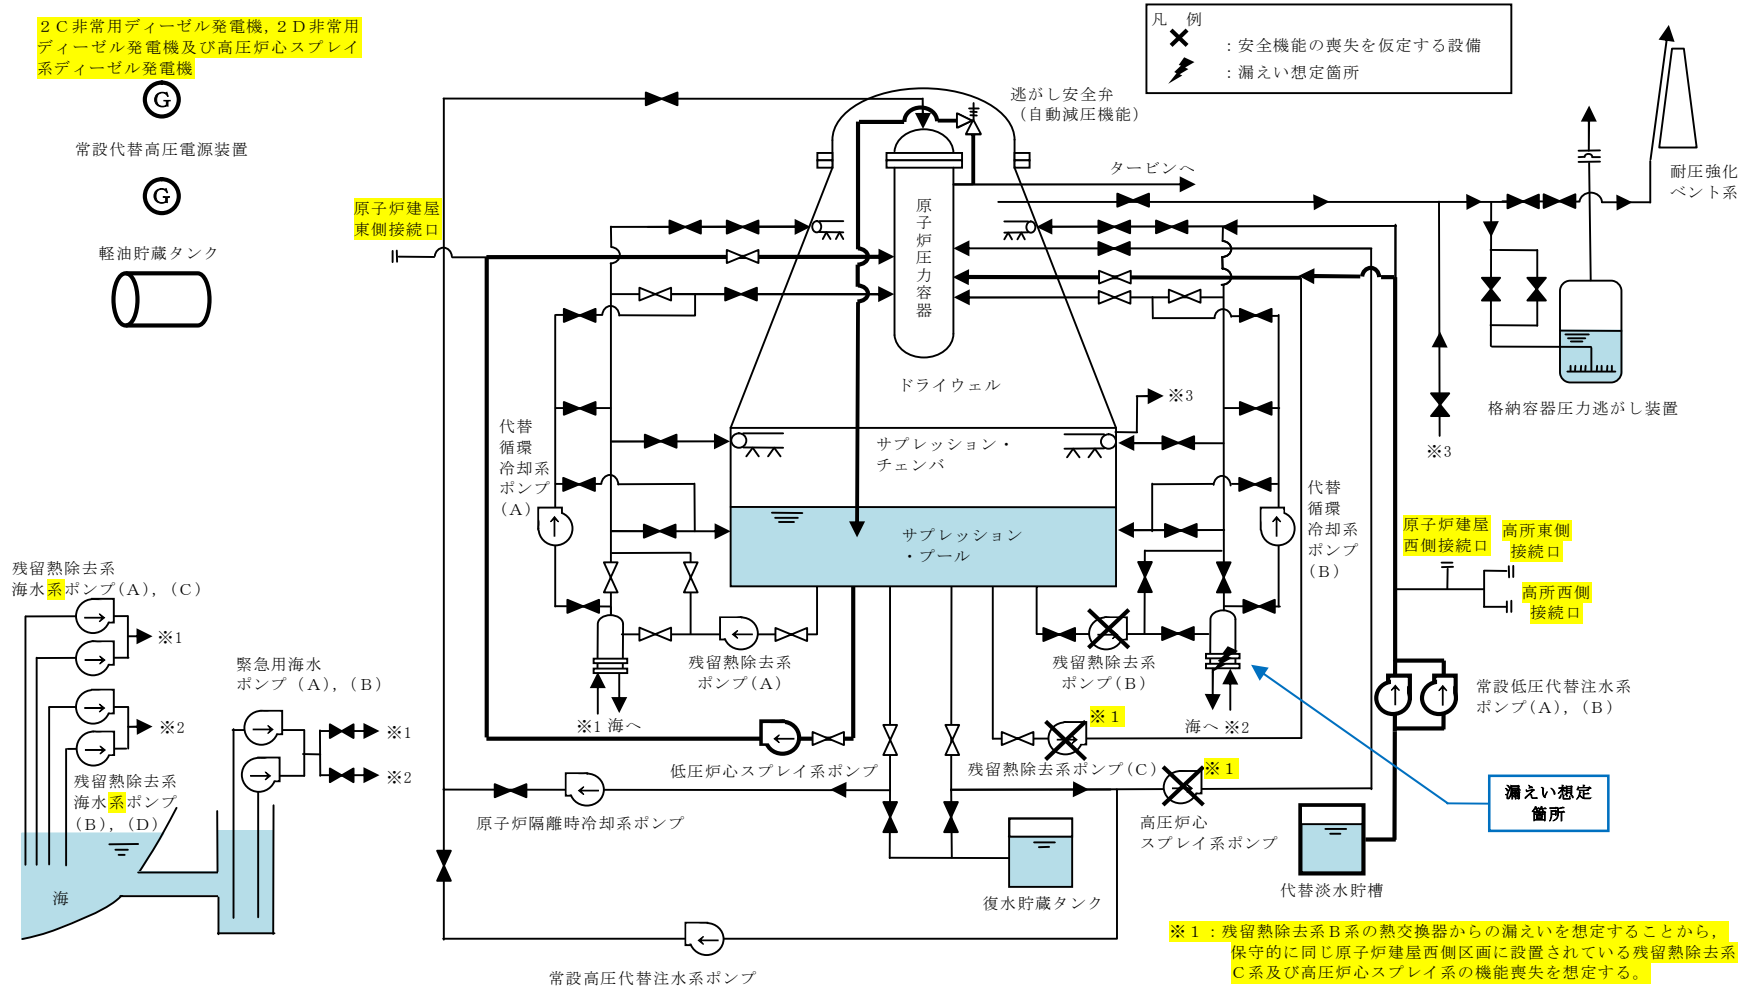 2C非常用ディーゼル発電機,2D非常用
ディーゼル発電機及び高圧炉心スプレイ
系ディーゼル発電機
G
常設代替高圧電源装置
G
軽油貯蔵タンク
凡 例
:安全機能の喪失を仮定する設備
:漏えい想定箇所
逃がし安全弁
(自動減圧機能)
タービンへ
耐圧強化
ベント系
原子炉建屋
東側接続口
原子炉圧力容器
ドライウェル
※3
格納容器圧力逃がし装置
※3
代替
循環
冷却系
ポンプ
(A)
サプレッション・
チェンバ
サプレッション
・プール
代替
循環
冷却系
ポンプ
(B)
原子炉建屋
西側接続口
高所東側
接続口
高所西側
接続口
残留熱除去系
海水系ポンプ(A),(C)
※1
※2
残留熱除去系
海水系ポンプ
(B),(D)
緊急用海水
ポンプ(A),(B)
※1
※2
海
残留熱除去系
ポンプ(A)
※1 海へ
残留熱除去系
ポンプ(B)
海へ ※2
常設低圧代替注水系
ポンプ(A),(B)
低圧炉心スプレイ系ポンプ
※1
残留熱除去系ポンプ(C)
※1
漏えい想定
箇所
原子炉隔離時冷却系ポンプ
高圧炉心
スプレイ系ポンプ
復水貯蔵タンク
代替淡水貯槽
常設高圧代替注水系ポンプ
※1:残留熱除去系B系の熱交換器からの漏えいを想定することから,
保守的に同じ原子炉建屋西側区画に設置されている残留熱除去系
C系及び高圧炉心スプレイ系の機能喪失を想定する。